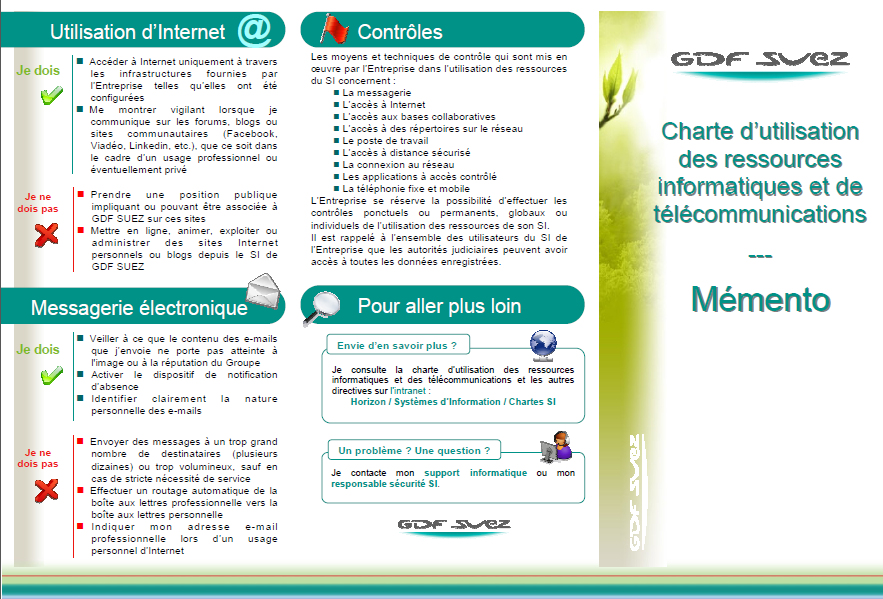 Utilisation d'Internet @
Je dois
Accéder à Internet uniquement à travers
les infrastructures fournies par
l'Entreprise telles qu'elles ont été
configurées
Me montrer vigilant lorsque je
communique sur les forums, blogs ou
sites communautaires (Facebook,
Viadéo, Linkedin, etc.), que ce soit dans
le cadre d'un usage professionnel ou
éventuellement privé
Je ne
dois pas
Prendre une position publique
impliquant ou pouvant être associée à
GDF SUEZ sur ces sites
Mettre en ligne, animer, exploiter ou
administrer des sites Internet
personnels ou blogs depuis le SI de
GDF SUEZ
Messagerie électronique
Je dois
Veiller à ce que le contenu des e-mails
que j'envoie ne porte pas atteinte à
l'image ou à la réputation du Groupe
Activer le dispositif de notification
d'absence
Identifier clairement la nature
personnelle des e-mails
Je ne
dois pas
Envoyer des messages à un trop grand
nombre de destinataires (plusieurs
dizaines) ou trop volumineux, sauf en
cas de stricte nécessité de service
Effectuer un routage automatique de la
boîte aux lettres professionnelle vers la
boîte aux lettres personnelle
Indiquer mon adresse e-mail
professionnelle lors d'un usage
personnel d'Internet
Contrôles
Les moyens et techniques de contrôle qui sont mis en
œuvre par l'Entreprise dans l'utilisation des ressources
du SI concernent :
La messagerie
L'accès à Internet
L'accès aux bases collaboratives
L'accès à des répertoires sur le réseau
Le poste de travail
L'accès à distance sécurisé
La connexion au réseau
Les applications à accès contrôlé
La téléphonie fixe et mobile
L'Entreprise se réserve la possibilité d'effectuer les
contrôles ponctuels ou permanents, globaux ou
individuels de l'utilisation des ressources de son SI.
Il est rappelé à l'ensemble des utilisateurs du SI de
l'Entreprise que les autorités judiciaires peuvent avoir
accès à toutes les données enregistrées.
Pour aller plus loin
Envie d'en savoir plus ?
Je consulte la charte d'utilisation des ressources
informatiques et des télécommunications et les autres
directives sur l'intranet :
Horizon / Systèmes d'Information / Chartes SI
Un problème ? Une question ?
Je contacte mon support informatique ou mon
responsable sécurité SI.
GDF SUEZ
GDF SUEZ
Charte d'utilisation
des ressources
informatiques et de
télécommunications
---
Mémento
GDF SUEZ